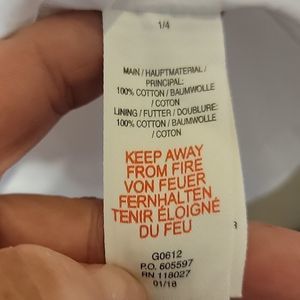 1/4
MAIN / HAUPTMATERIAL /
PRINCIPAL:
100% COTTON / BAUMWOLLE
/ COTON
LINING / FUTTER / DOUBLURE:
100% COTTON / BAUMWOLLE
/ COTON
KEEP AWAY
FROM FIRE
VON FEUER
FERNHALTEN
TENIR ÉLOIGNÉ
DU FEU
G0612
P.O. 605597
RN 118027
01/18